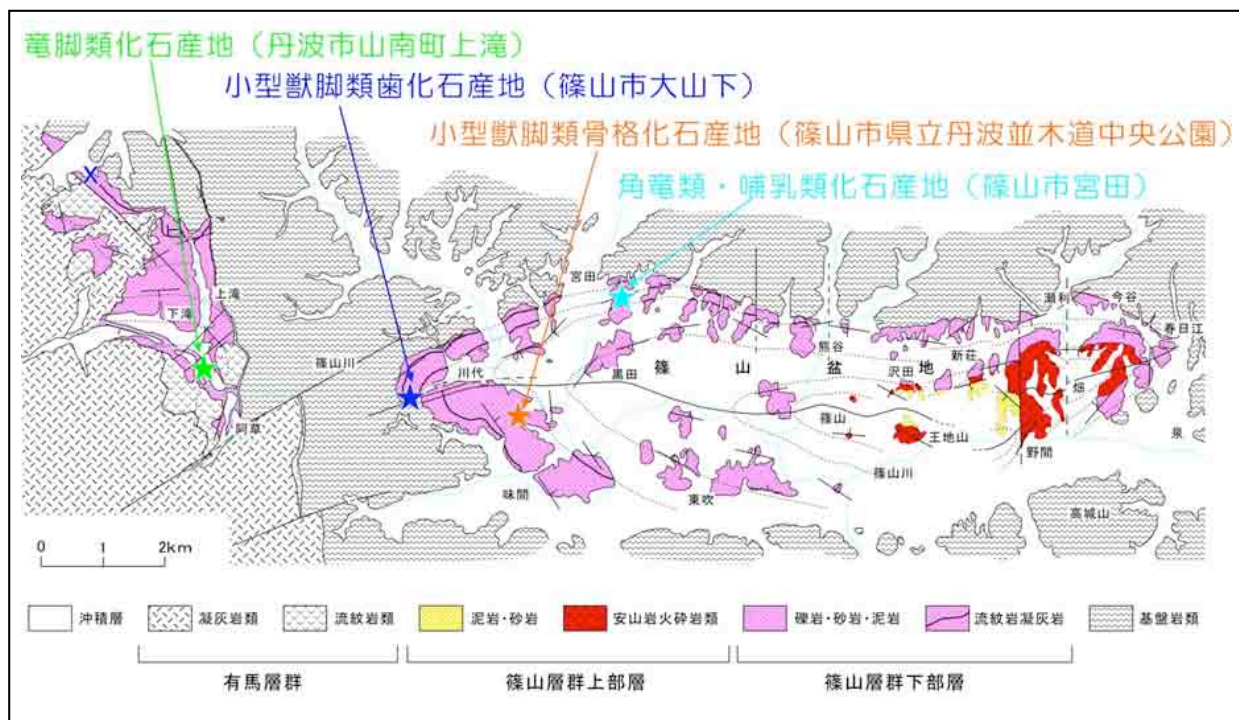 竜脚類化石産地（丹波市山南町上滝）
小型獣脚類歯化石産地（篠山市大山下）
小型獣脚類骨格化石産地（篠山市県立丹波並木道中央公園）
角竜類・哺乳類化石産地（篠山市宮田）
宮田
上滝
下滝
瀬利
今谷
春日江
篠山川
川代
黒田
篠山盆地
熊谷
新荘
沢田
畑
阿草
篠山
王地山
泉
野間
篠山川
味間
東吹
高城山
0 1 2km
沖積層
凝灰岩類
流紋岩類
泥岩・砂岩
安山岩火砕岩類
礫岩・砂岩・泥岩
流紋岩凝灰岩
基盤岩類
有馬層群
篠山層群上部層
篠山層群下部層